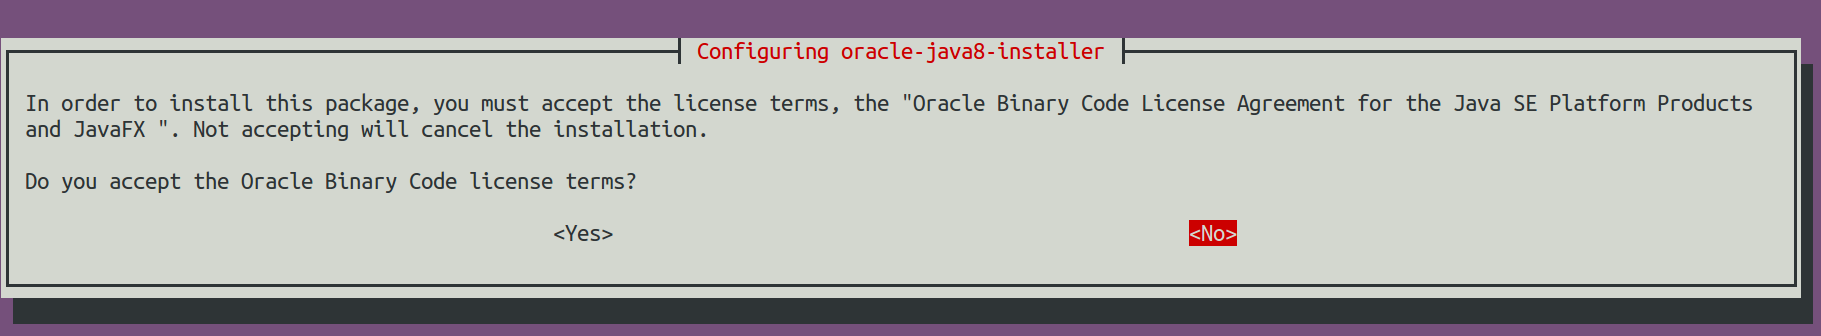 Configuring oracle-java8-installer
In order to install this package, you must accept the license terms, the "Oracle Binary Code License Agreement for the Java SE Platform Products
and JavaFX ". Not accepting will cancel the installation.
Do you accept the Oracle Binary Code license terms?
<Yes> <No>